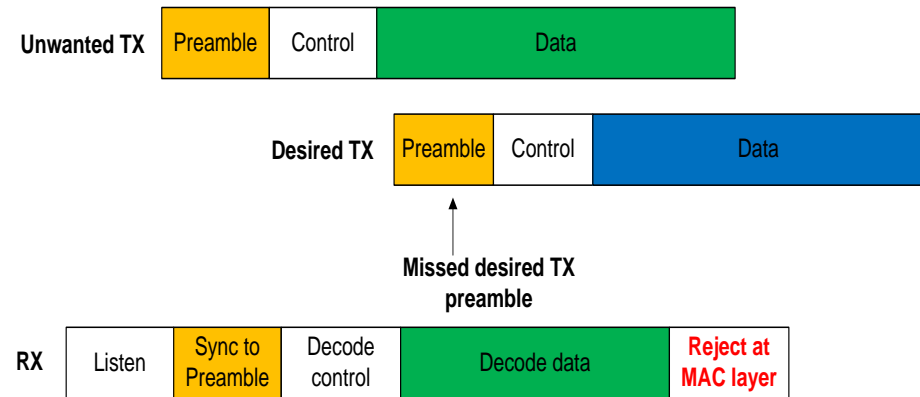 Unwanted TX Preamble Control Data
Desired TX Preamble Control Data
Missed desired TX
preamble
RX Listen Sync to Preamble Decode control Decode data Reject at MAC layer